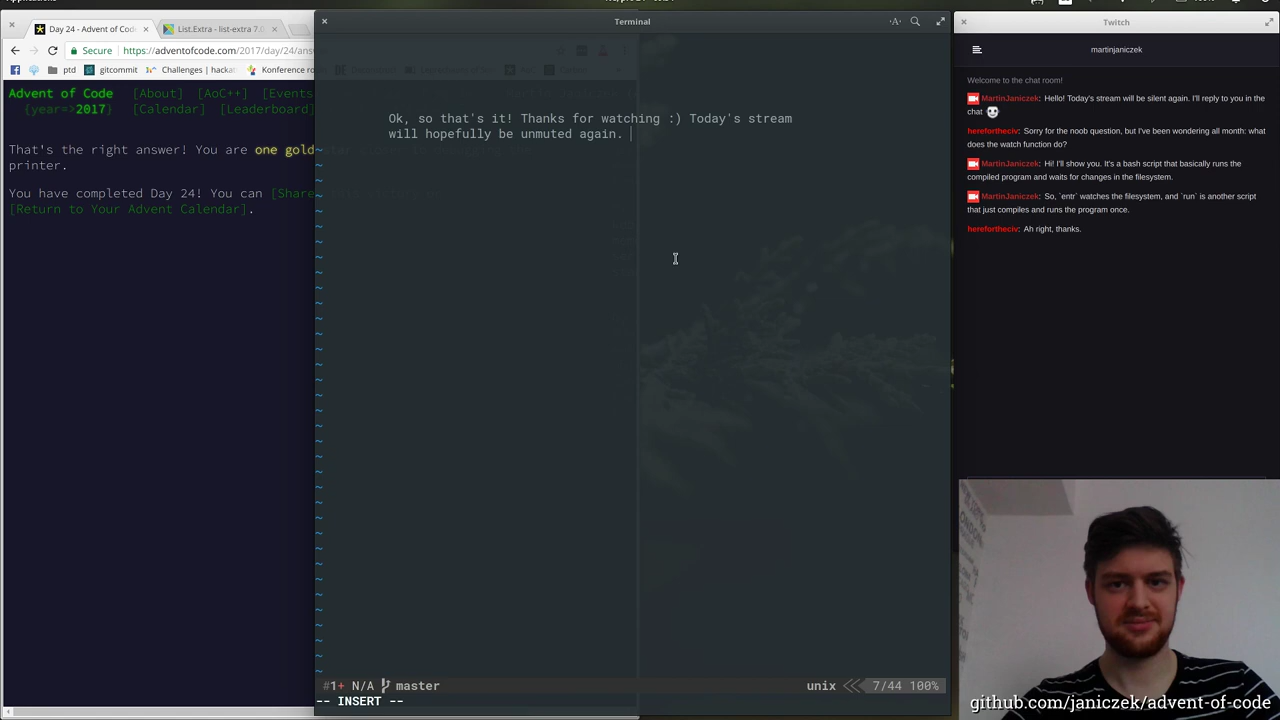 Terminal
Twitch
Day 24 - Advent of Cod
List.Extra - list-extra 7.0.
Secure https://adventofcode.com/2017/day/24/ans
ptd gitcommit Challenges | hacka Konference ro
martinjaniczek
Advent of Code [About] [AoC++] [Events
{year=>2017} [Calendar] [Leaderboard]
That's the right answer! You are one gold
printer.
You have completed Day 24! You can [Share
[Return to Your Advent Calendar].
Ok, so that's it! Thanks for watching :) Today's stream
will hopefully be unmuted again.
#1+ N/A master unix 7/44 100%
-- INSERT --
Welcome to the chat room!
MartinJaniczek: Hello! Today's stream will be silent again. I'll reply to you in the
chat
herefortheciv: Sorry for the noob question, but I've been wondering all month: what
does the watch function do?
MartinJaniczek: Hi! I'll show you. It's a bash script that basically runs the
compiled program and waits for changes in the filesystem.
MartinJaniczek: So, `entr` watches the filesystem, and `run` is another script
that just compiles and runs the program once.
herefortheciv: Ah right, thanks.
github.com/janiczek/advent-of-code